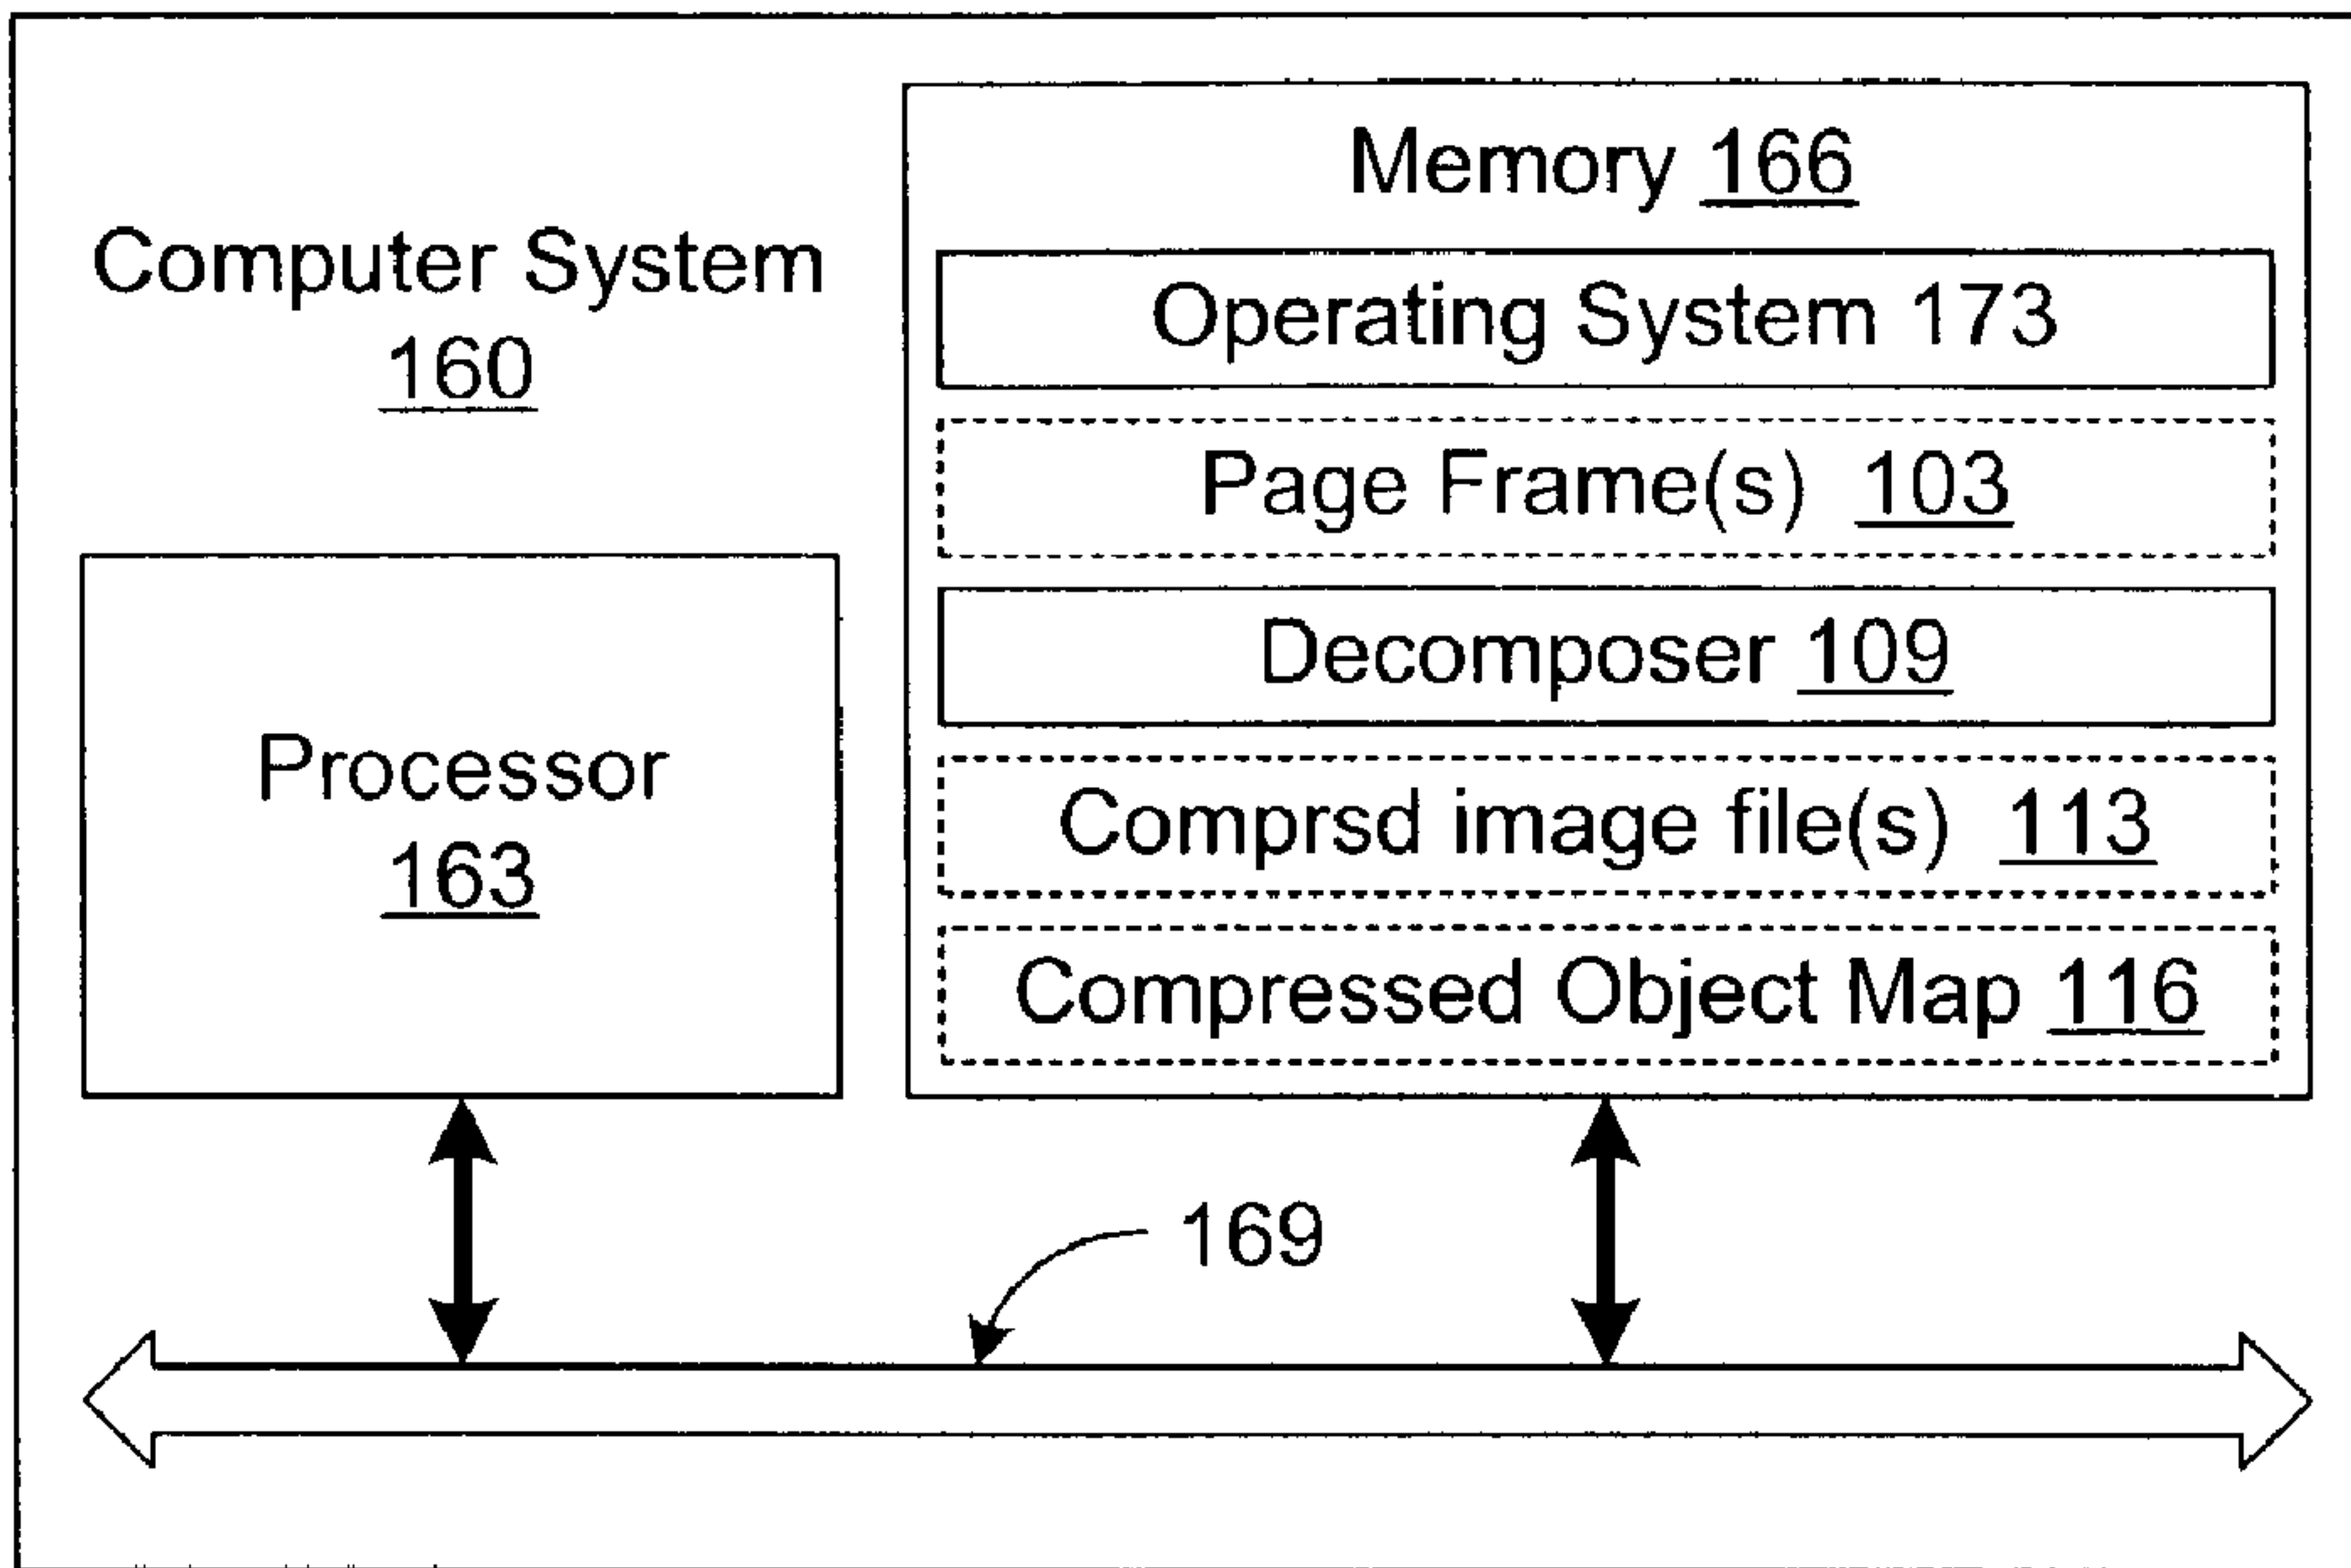 Computer System
160
Memory 166
Operating System 173
Page Frame(s) 103
Decomposer 109
Comprsd image file(s) 113
Compressed Object Map 116
Processor
163
169